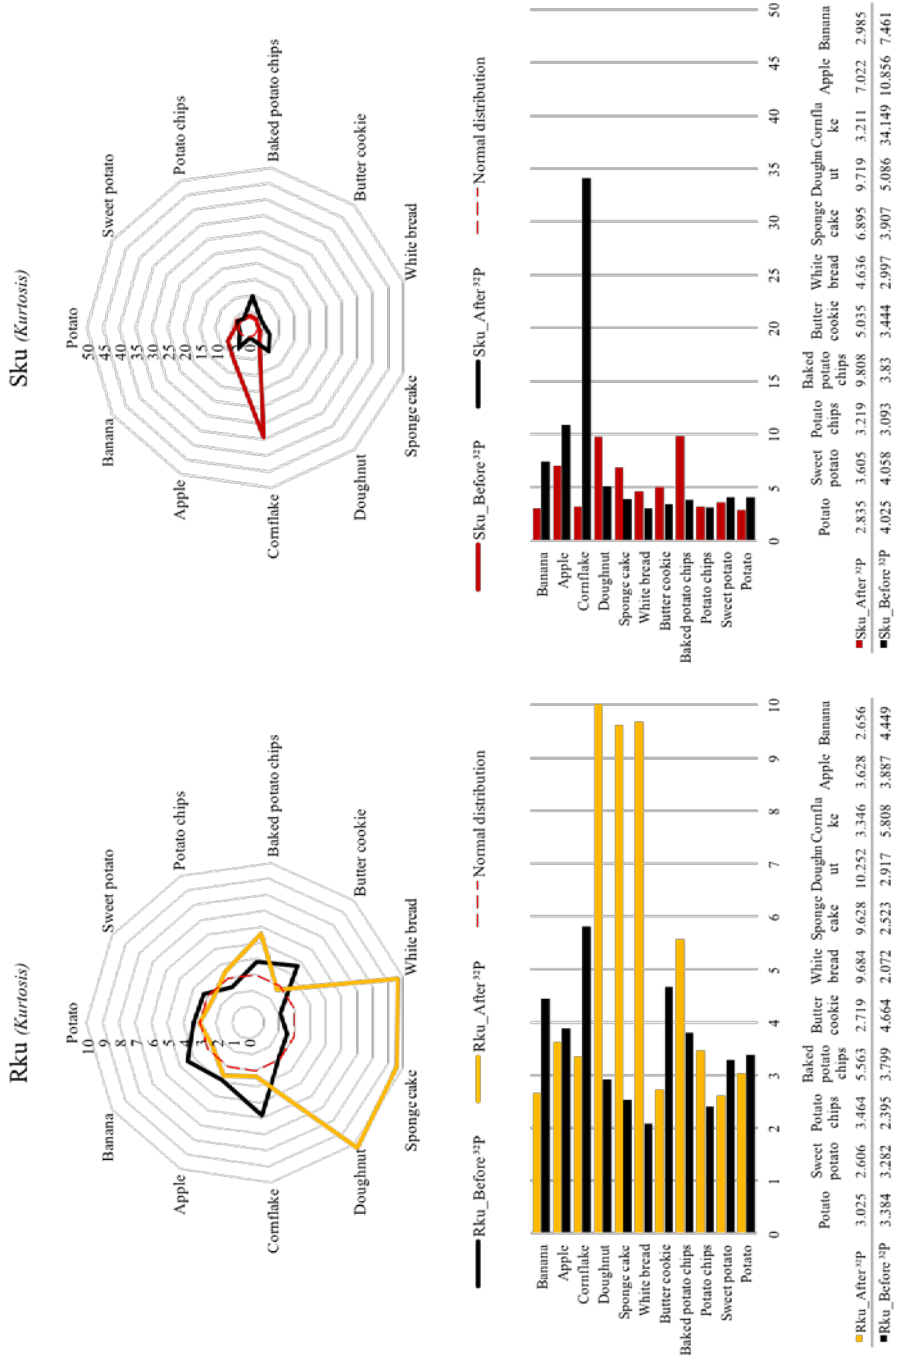 Rku (Kurtosis)
Potato
Sweet potato
Potato chips
Baked potato chips
Butter cookie
White bread
Sponge cake
Doughnut
Cornflake
Apple
Banana
10
9
8
7
6
5
4
3
2
1
0
Rku_Before ³²P
Rku_After ³²P
Normal distribution
Banana
Apple
Cornflake
Doughnut
Sponge cake
White bread
Butter cookie
Baked potato chips
Potato chips
Sweet potato
Potato
0 1 2 3 4 5 6 7 8 9 10
Potato Sweet potato Potato chips Baked potato chips Butter cookie White bread Sponge cake Doughn ut Cornfla ke Apple Banana
Rku_After ³²P 3.025 2.606 3.464 5.563 2.719 9.684 9.628 10.252 3.346 3.628 2.656
Rku_Before ³²P 3.384 3.282 2.395 3.799 4.664 2.072 2.523 2.917 5.808 3.887 4.449
Sku (Kurtosis)
Potato
Sweet potato
Potato chips
Baked potato chips
Butter cookie
White bread
Sponge cake
Doughnut
Cornflake
Apple
Banana
50
45
40
35
30
25
20
15
10
0
Sku_Before ³²P
Sku_After ³²P
Normal distribution
Banana
Apple
Cornflake
Doughnut
Sponge cake
White bread
Butter cookie
Baked potato chips
Potato chips
Sweet potato
Potato
0 5 10 15 20 25 30 35 40 45 50
Potato Sweet potato Potato chips Baked potato chips Butter cookie White bread Sponge cake Doughn ut Cornfla ke Apple Banana
Sku_After ³²P 2.835 3.605 3.219 9.808 5.035 4.636 6.895 9.719 3.211 7.022 2.985
Sku_Before ³²P 4.025 4.058 3.093 3.83 3.444 2.997 3.907 5.086 34.149 10.856 7.461